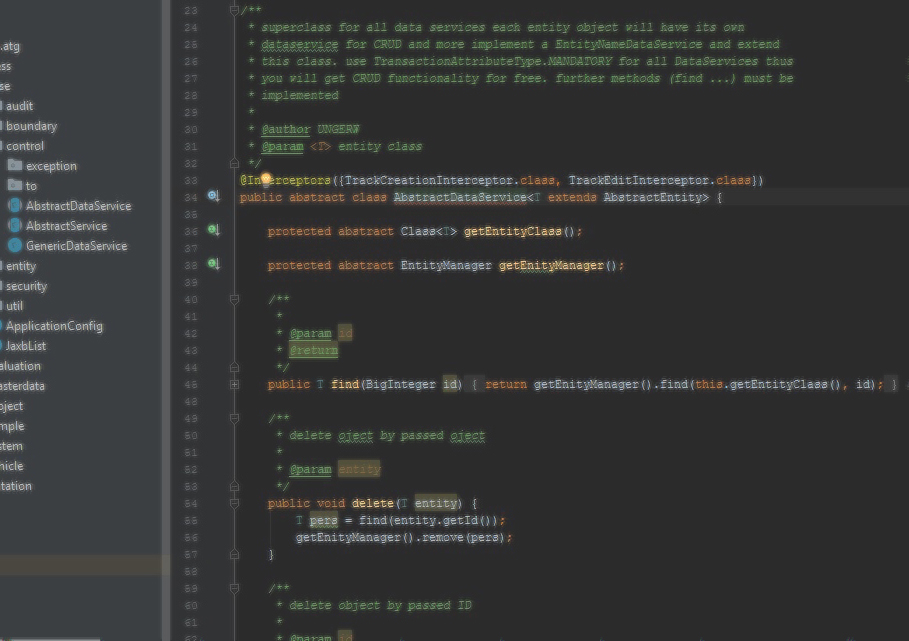 .atg
ess
se
audit
boundary
control
exception
to
AbstractDataService
AbstractService
GenericDataService
entity
security
util
ApplicationConfig
JaxbList
aluation
asterdata
oject
mple
stem
hicle
tation
23 /**
24 * superclass for all data services each entity object will have its own
25 * dataservice for CRUD and more implement a EntityNameDataService and extend
26 * this class. use TransactionAttributeType.MANDATORY for all DataServices thus
27 * you will get CRUD functionality for free. further methods (find ...) must be
28 * implemented
29 *
30 * @author UNGERW
31 * @param <T> entity class
32 */
33 @Interceptors({TrackCreationInterceptor.class, TrackEditInterceptor.class})
34 public abstract class AbstractDataService<T extends AbstractEntity> {
35
36 protected abstract Class<T> getEntityClass();
37
38 protected abstract EntityManager getEnityManager();
39
40 /**
41 *
42 * @param id
43 * @return
44 */
45 public T find(BigInteger id) { return getEnityManager().find(this.getEntityClass(), id); }
48
49 /**
50 * delete oject by passed oject
51 *
52 * @param entity
53 */
54 public void delete(T entity) {
55 T pers = find(entity.getId());
56 getEnityManager().remove(pers);
57 }
58
59 /**
60 * delete object by passed ID
61 *
62 * @param id